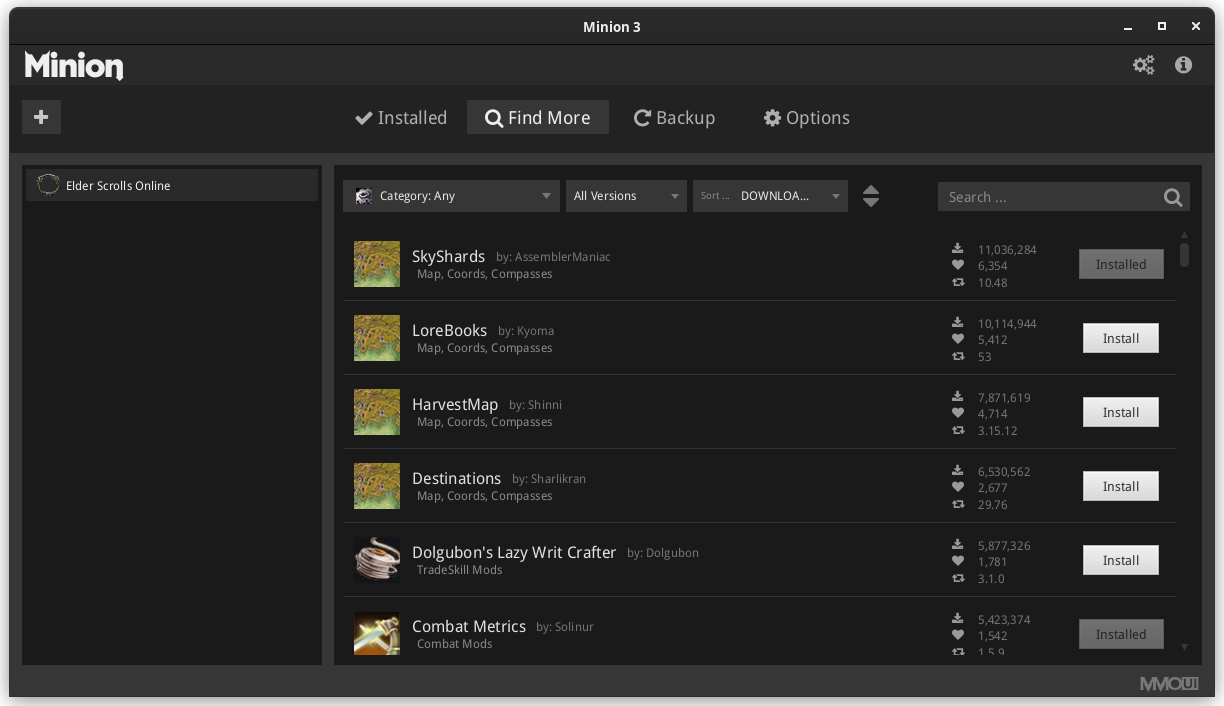 Minion 3
Minion
Installed Find More Backup Options
Elder Scrolls Online
Category: Any All Versions Sort ... DOWNLOA... Search ...
SkyShards by: AssemblerManiac
Map, Coords, Compasses
11,036,284
6,354
10.48
Installed
LoreBooks by: Kyoma
Map, Coords, Compasses
10,114,944
5,412
53
Install
HarvestMap by: Shinni
Map, Coords, Compasses
7,871,619
4,714
3.15.12
Install
Destinations by: Sharlikran
Map, Coords, Compasses
6,530,562
2,677
29.76
Install
Dolgubon's Lazy Writ Crafter by: Dolgubon
TradeSkill Mods
5,877,326
1,781
3.1.0
Install
Combat Metrics by: Solinur
Combat Mods
5,423,374
1,542
1.5.9
Installed
MMOUI